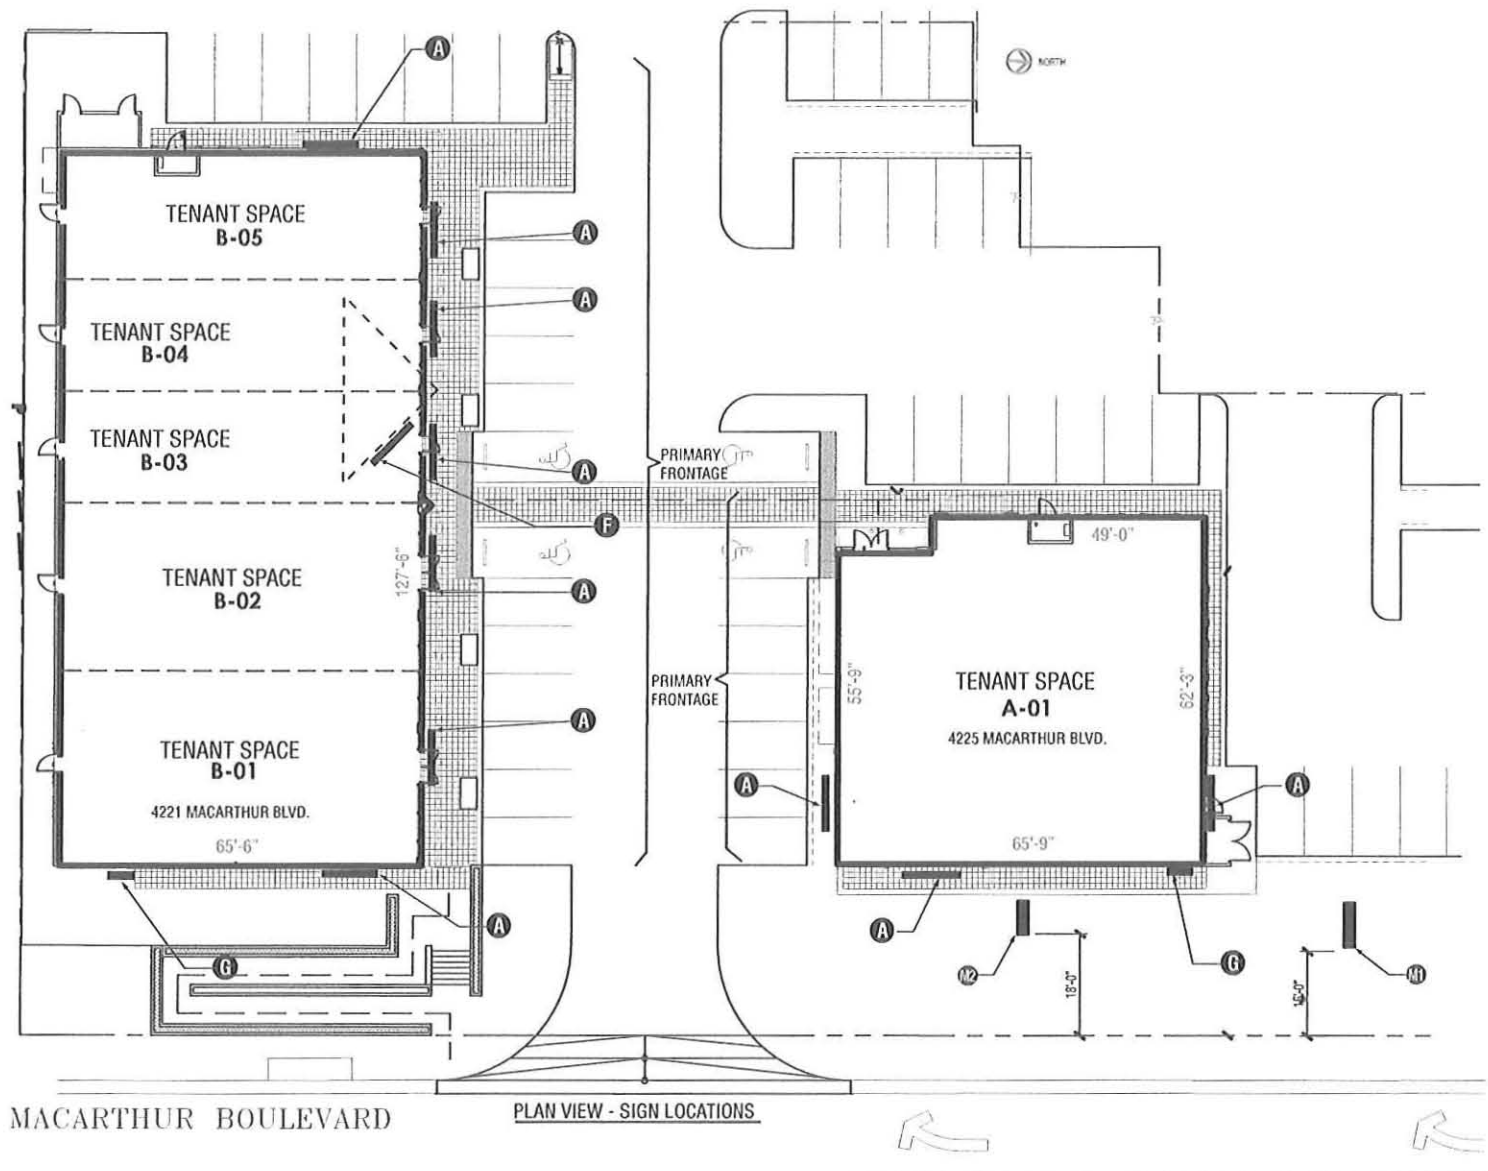 A
NORTH
TENANT SPACE
B-05
A
A
TENANT SPACE
B-04
TENANT SPACE
B-03
A
PRIMARY
FRONTAGE
F
49'-0"
127'-6"
TENANT SPACE
B-02
A
PRIMARY
FRONTAGE
55'-9"
TENANT SPACE
A-01
4225 MACARTHUR BLVD.
62'-3"
A
TENANT SPACE
B-01
4221 MACARTHUR BLVD.
65'-6"
A
A
65'-9"
G
A
A
M2
18'-0"
G
16'-0"
M1
MACARTHUR BOULEVARD
PLAN VIEW - SIGN LOCATIONS